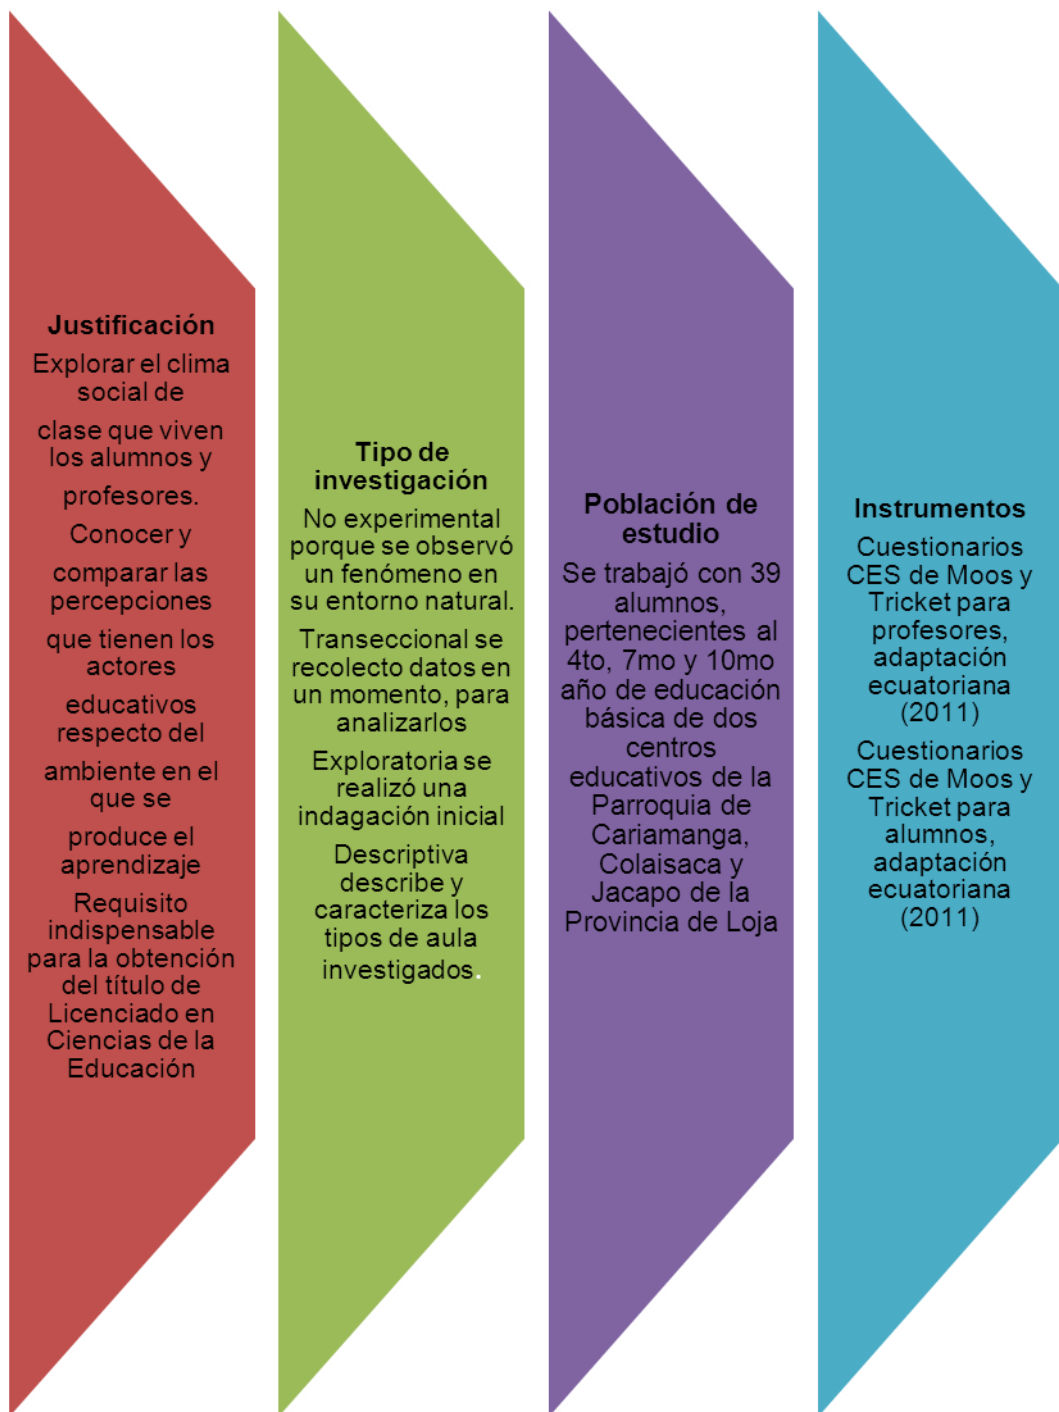 Justificación
Explorar el clima
social de
clase que viven
los alumnos y
profesores.
Conocer y
comparar las
percepciones
que tienen los
actores
educativos
respecto del
ambiente en el
que se
produce el
aprendizaje
Requisito
indispensable
para la obtención
del título de
Licenciado en
Ciencias de la
Educación
Tipo de
investigación
No experimental
porque se observó
un fenómeno en
su entorno natural.
Transeccional se
recolecto datos en
un momento, para
analizarlos
Exploratoria se
realizó una
indagación inicial
Descriptiva
describe y
caracteriza los
tipos de aula
investigados.
Población de
estudio
Se trabajó con 39
alumnos,
pertenecientes al
4to, 7mo y 10mo
año de educación
básica de dos
centros
educativos de la
Parroquia de
Cariamanga,
Colaisaca y
Jacapo de la
Provincia de Loja
Instrumentos
Cuestionarios
CES de Moos y
Tricket para
profesores,
adaptación
ecuatoriana
(2011)
Cuestionarios
CES de Moos y
Tricket para
alumnos,
adaptación
ecuatoriana
(2011)